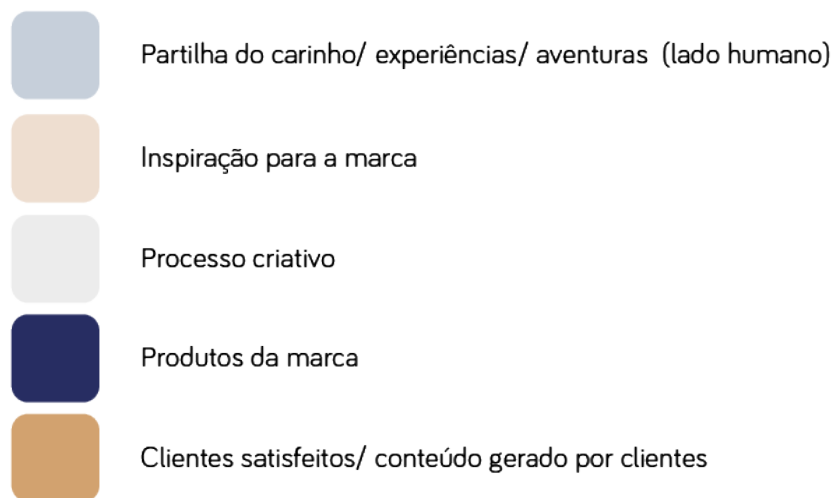 Partilha do carinho/ experiências/ aventuras (lado humano)
Inspiração para a marca
Processo criativo
Produtos da marca
Clientes satisfeitos/ conteúdo gerado por clientes